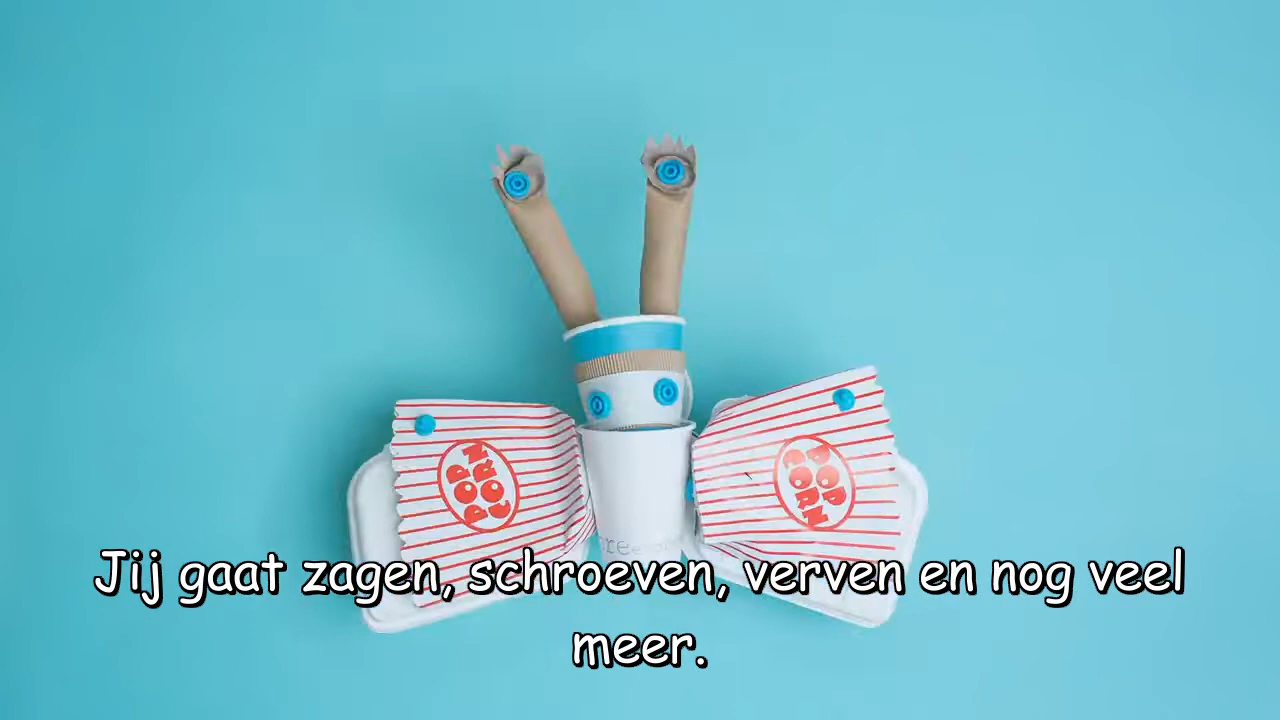 POP
CORN
POP
CORN
Jij gaat zagen, schroeven, verven en nog veel
meer.